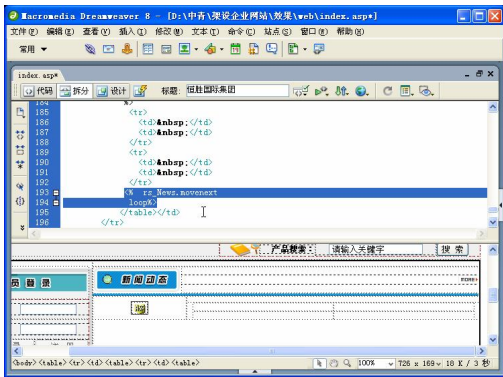 Macromedia Dreamweaver 8 - [D:\中青\架设企业网站\效果\web\index.asp*]
文件(F) 编辑(E) 查看(V) 插入(I) 修改(M) 文本(T) 命令(C) 站点(S) 窗口(W) 帮助(H)
常用
index.asp*
代码 拆分 设计 标题: 恒胜国际集团
184 %>
185 <tr>
186 <td>&nbsp;</td>
187 <td>&nbsp;</td>
188 </tr>
189 <tr>
190 <td>&nbsp;</td>
191 <td>&nbsp;</td>
192 </tr>
193 <% rs_News.movenext
194 loop%>
195 </table></td>
196 </tr>
产品搜索: 请输入关键字 搜 索
员 登 录 新闻动态 MORE
<body> <table> <tr> <td> <table> <tr> <td> <table> 100% 726 x 169 18 K / 3 秒